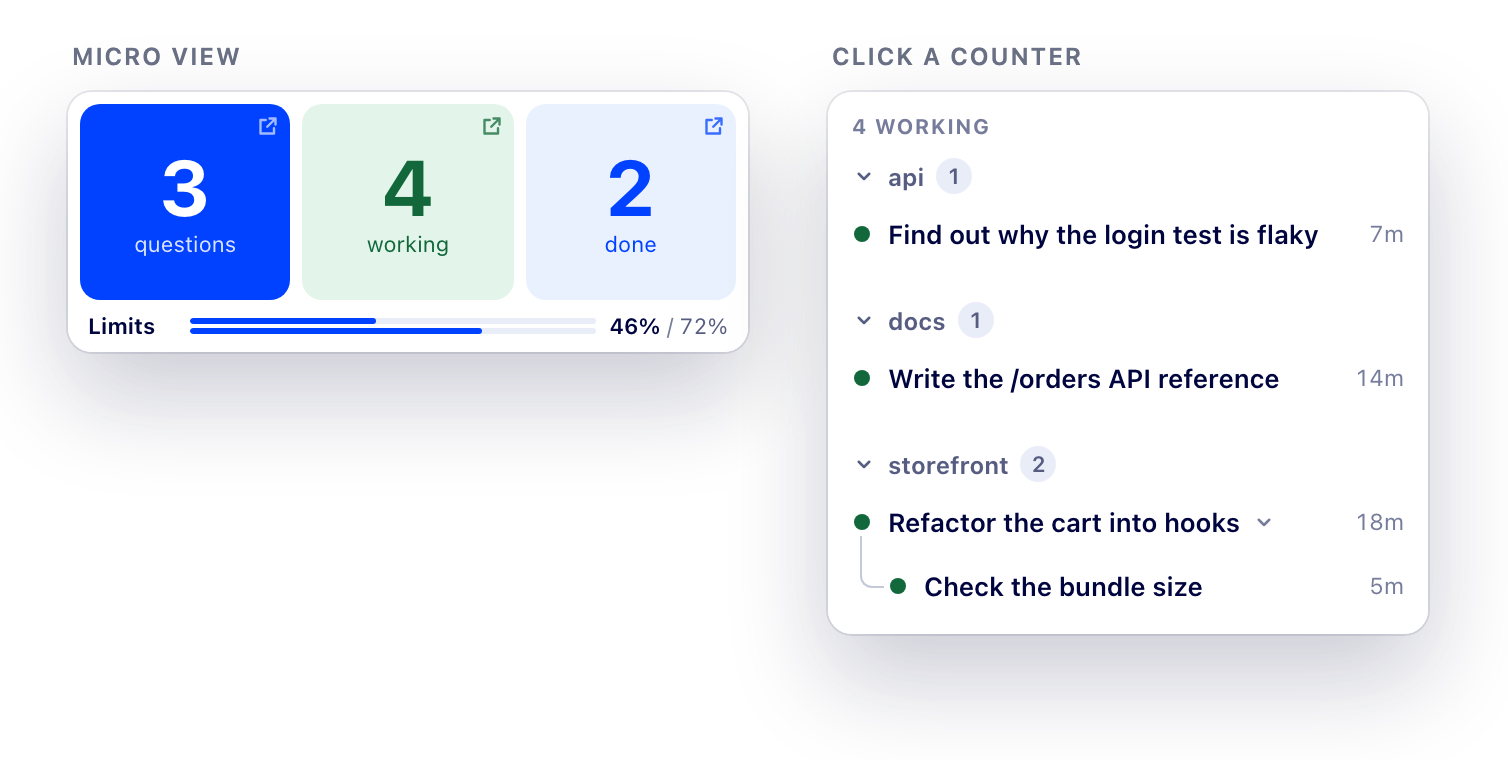 MICRO VIEW
3
questions
4
working
2
done
Limits 46% / 72%
CLICK A COUNTER
4 WORKING
api 1
Find out why the login test is flaky 7m
docs 1
Write the /orders API reference 14m
storefront 2
Refactor the cart into hooks 18m
Check the bundle size 5m